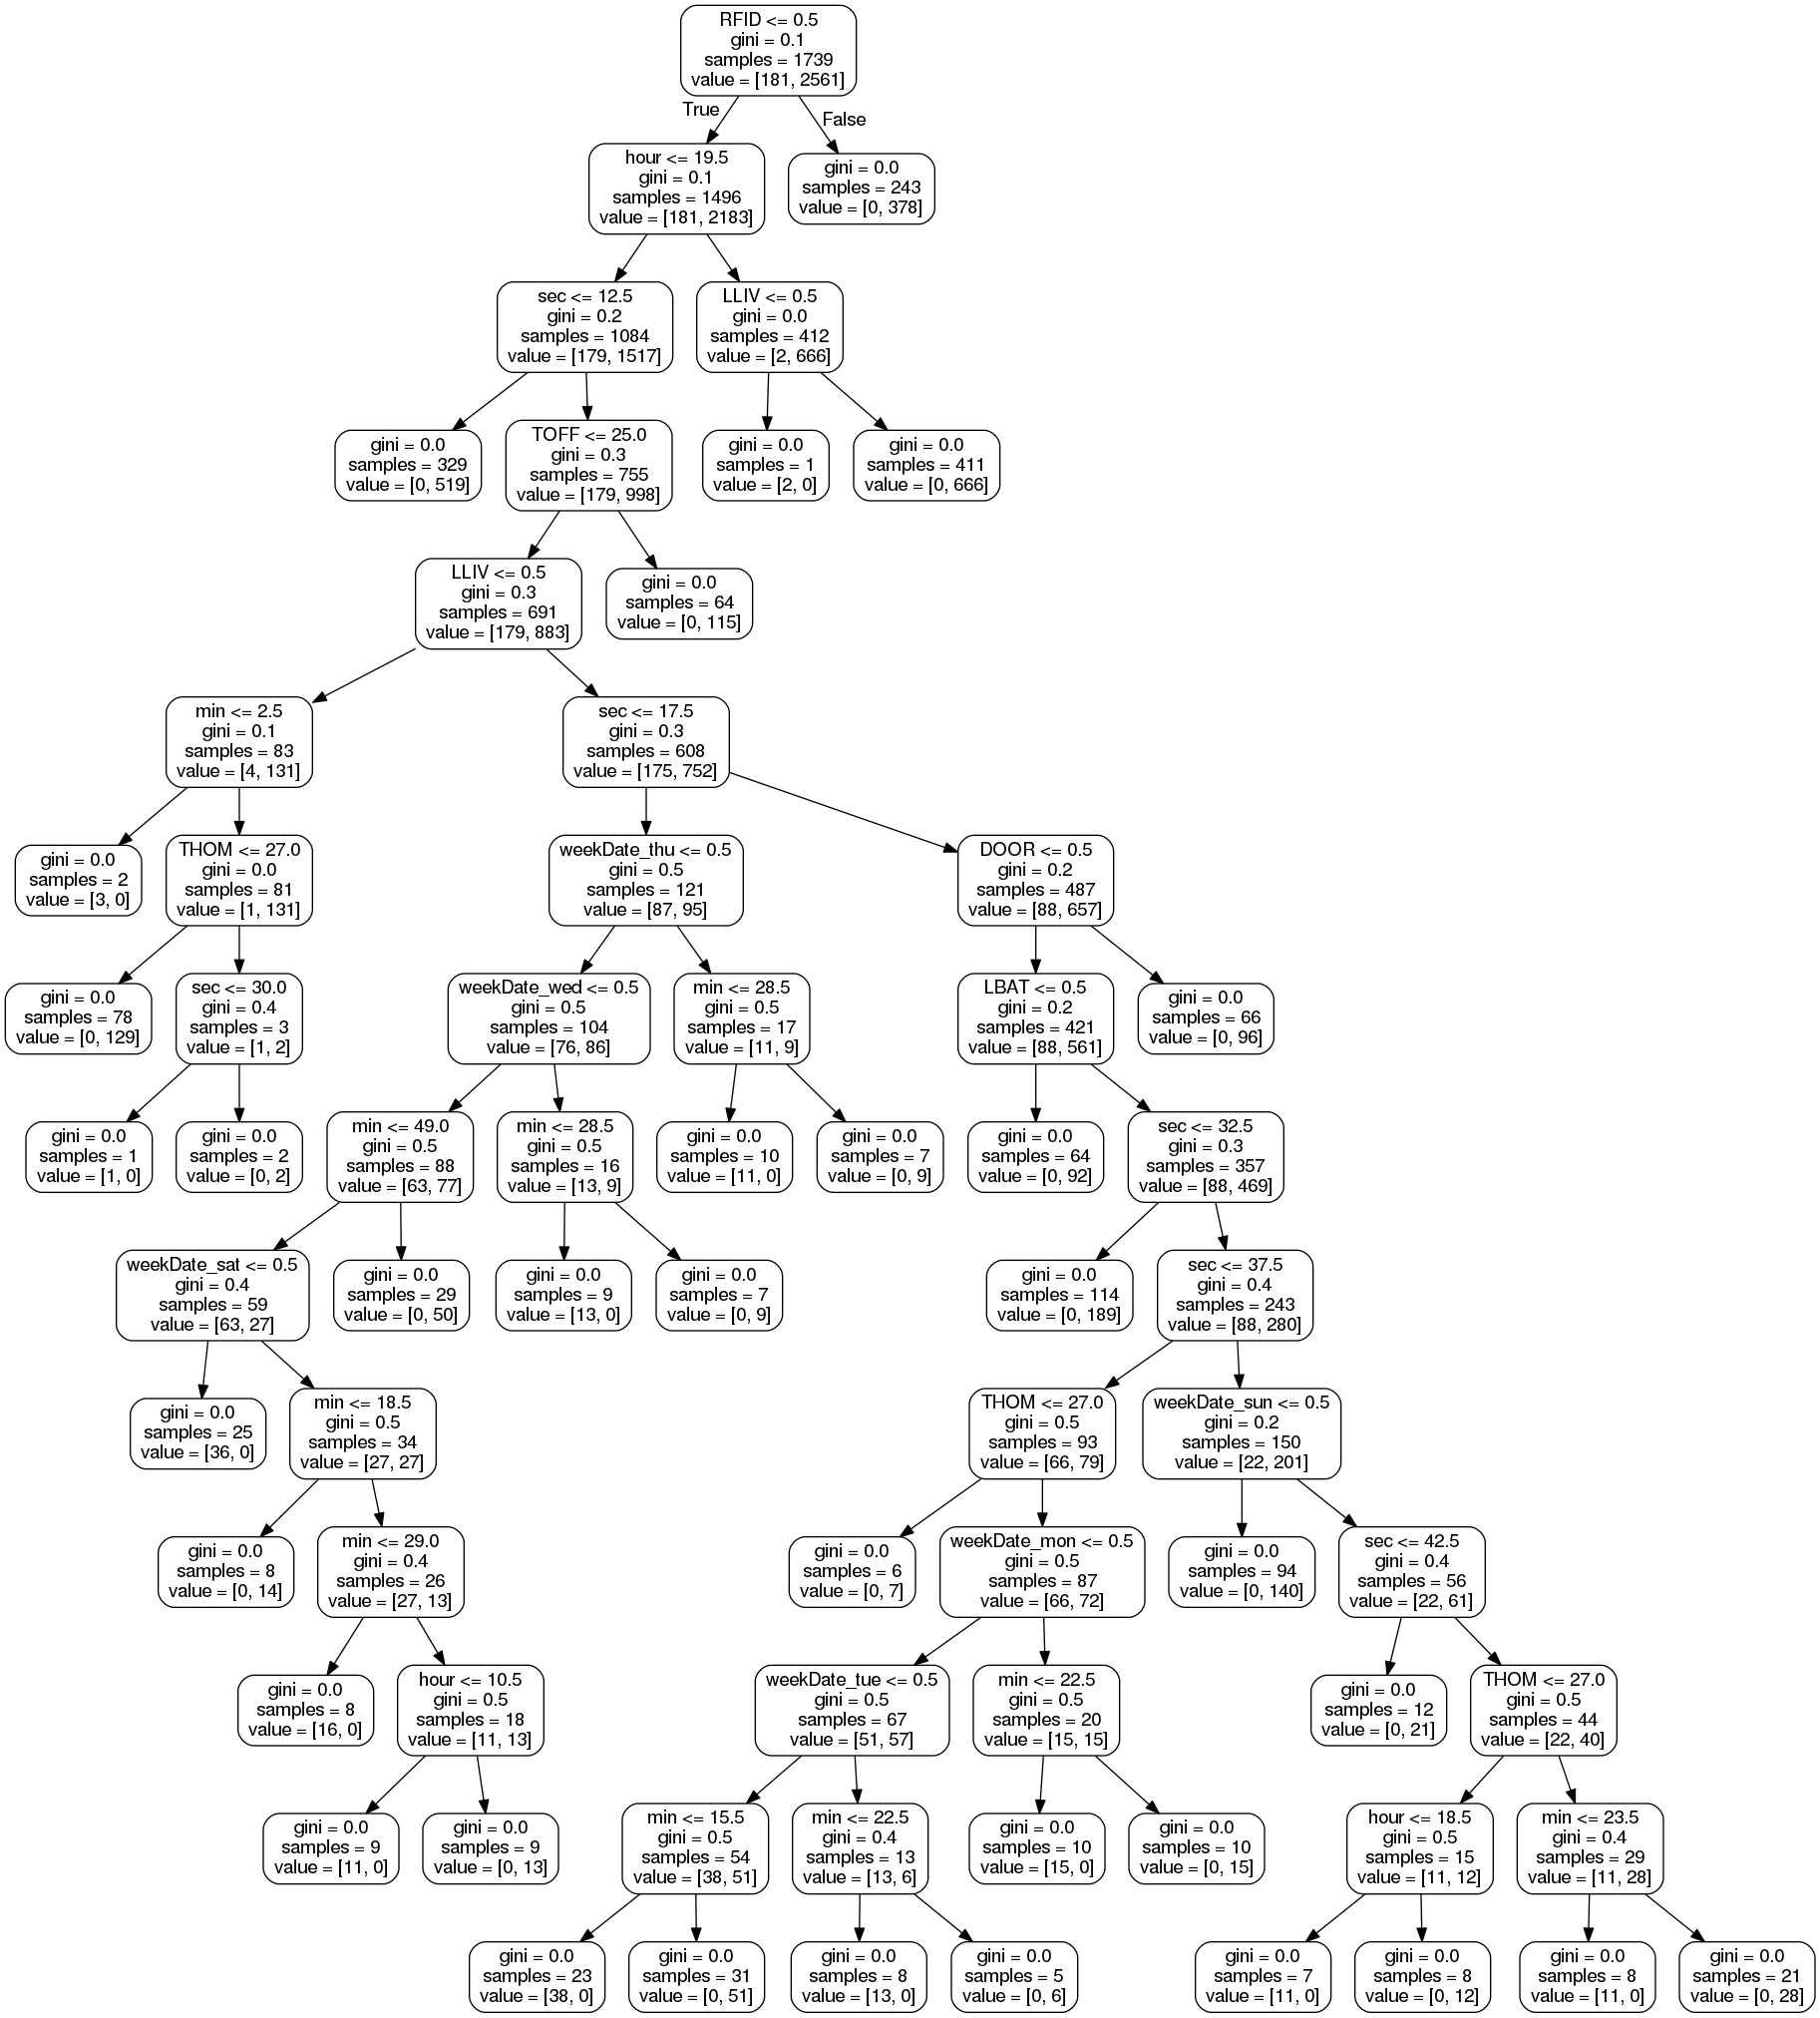 RFID <= 0.5
gini = 0.1
samples = 1739
value = [181, 2561]
True
False
hour <= 19.5
gini = 0.1
samples = 1496
value = [181, 2183]
gini = 0.0
samples = 243
value = [0, 378]
sec <= 12.5
gini = 0.2
samples = 1084
value = [179, 1517]
LLIV <= 0.5
gini = 0.0
samples = 412
value = [2, 666]
gini = 0.0
samples = 329
value = [0, 519]
TOFF <= 25.0
gini = 0.3
samples = 755
value = [179, 998]
gini = 0.0
samples = 1
value = [2, 0]
gini = 0.0
samples = 411
value = [0, 666]
LLIV <= 0.5
gini = 0.3
samples = 691
value = [179, 883]
gini = 0.0
samples = 64
value = [0, 115]
min <= 2.5
gini = 0.1
samples = 83
value = [4, 131]
sec <= 17.5
gini = 0.3
samples = 608
value = [175, 752]
gini = 0.0
samples = 2
value = [3, 0]
THOM <= 27.0
gini = 0.0
samples = 81
value = [1, 131]
weekDate_thu <= 0.5
gini = 0.5
samples = 121
value = [87, 95]
DOOR <= 0.5
gini = 0.2
samples = 487
value = [88, 657]
gini = 0.0
samples = 78
value = [0, 129]
sec <= 30.0
gini = 0.4
samples = 3
value = [1, 2]
weekDate_wed <= 0.5
gini = 0.5
samples = 104
value = [76, 86]
min <= 28.5
gini = 0.5
samples = 17
value = [11, 9]
LBAT <= 0.5
gini = 0.2
samples = 421
value = [88, 561]
gini = 0.0
samples = 66
value = [0, 96]
gini = 0.0
samples = 1
value = [1, 0]
gini = 0.0
samples = 2
value = [0, 2]
min <= 49.0
gini = 0.5
samples = 88
value = [63, 77]
min <= 28.5
gini = 0.5
samples = 16
value = [13, 9]
gini = 0.0
samples = 10
value = [11, 0]
gini = 0.0
samples = 7
value = [0, 9]
gini = 0.0
samples = 64
value = [0, 92]
sec <= 32.5
gini = 0.3
samples = 357
value = [88, 469]
weekDate_sat <= 0.5
gini = 0.4
samples = 59
value = [63, 27]
gini = 0.0
samples = 29
value = [0, 50]
gini = 0.0
samples = 9
value = [13, 0]
gini = 0.0
samples = 7
value = [0, 9]
gini = 0.0
samples = 114
value = [0, 189]
sec <= 37.5
gini = 0.4
samples = 243
value = [88, 280]
gini = 0.0
samples = 25
value = [36, 0]
min <= 18.5
gini = 0.5
samples = 34
value = [27, 27]
THOM <= 27.0
gini = 0.5
samples = 93
value = [66, 79]
weekDate_sun <= 0.5
gini = 0.2
samples = 150
value = [22, 201]
gini = 0.0
samples = 8
value = [0, 14]
min <= 29.0
gini = 0.4
samples = 26
value = [27, 13]
gini = 0.0
samples = 6
value = [0, 7]
weekDate_mon <= 0.5
gini = 0.5
samples = 87
value = [66, 72]
gini = 0.0
samples = 94
value = [0, 140]
sec <= 42.5
gini = 0.4
samples = 56
value = [22, 61]
gini = 0.0
samples = 8
value = [16, 0]
hour <= 10.5
gini = 0.5
samples = 18
value = [11, 13]
weekDate_tue <= 0.5
gini = 0.5
samples = 67
value = [51, 57]
min <= 22.5
gini = 0.5
samples = 20
value = [15, 15]
gini = 0.0
samples = 12
value = [0, 21]
THOM <= 27.0
gini = 0.5
samples = 44
value = [22, 40]
gini = 0.0
samples = 9
value = [11, 0]
gini = 0.0
samples = 9
value = [0, 13]
min <= 15.5
gini = 0.5
samples = 54
value = [38, 51]
min <= 22.5
gini = 0.4
samples = 13
value = [13, 6]
gini = 0.0
samples = 10
value = [15, 0]
gini = 0.0
samples = 10
value = [0, 15]
hour <= 18.5
gini = 0.5
samples = 15
value = [11, 12]
min <= 23.5
gini = 0.4
samples = 29
value = [11, 28]
gini = 0.0
samples = 23
value = [38, 0]
gini = 0.0
samples = 31
value = [0, 51]
gini = 0.0
samples = 8
value = [13, 0]
gini = 0.0
samples = 5
value = [0, 6]
gini = 0.0
samples = 7
value = [11, 0]
gini = 0.0
samples = 8
value = [0, 12]
gini = 0.0
samples = 8
value = [11, 0]
gini = 0.0
samples = 21
value = [0, 28]